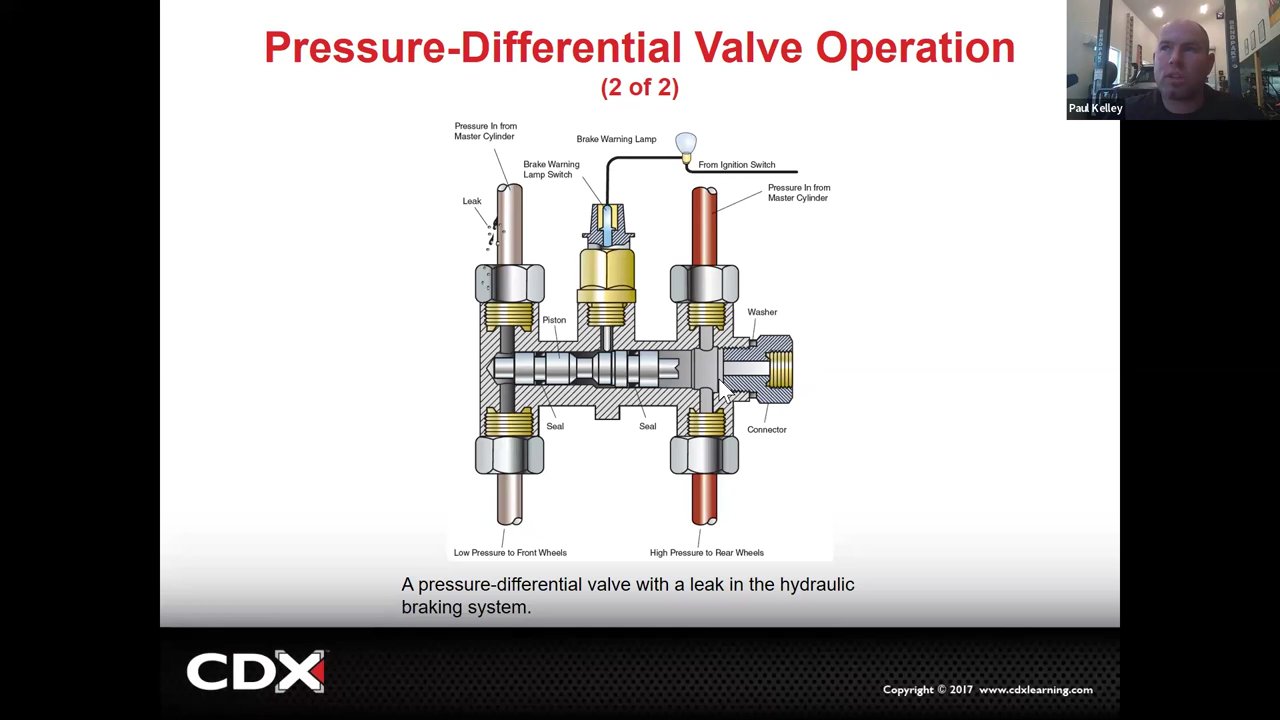 Pressure-Differential Valve Operation
(2 of 2)
Paul Kelley
Pressure In from
Master Cylinder
Brake Warning Lamp
Brake Warning
Lamp Switch
From Ignition Switch
Pressure In from
Master Cylinder
Leak
Washer
Piston
Seal
Seal
Connector
Low Pressure to Front Wheels
High Pressure to Rear Wheels
A pressure-differential valve with a leak in the hydraulic
braking system.
CDX
Copyright © 2017 www.cdxlearning.com